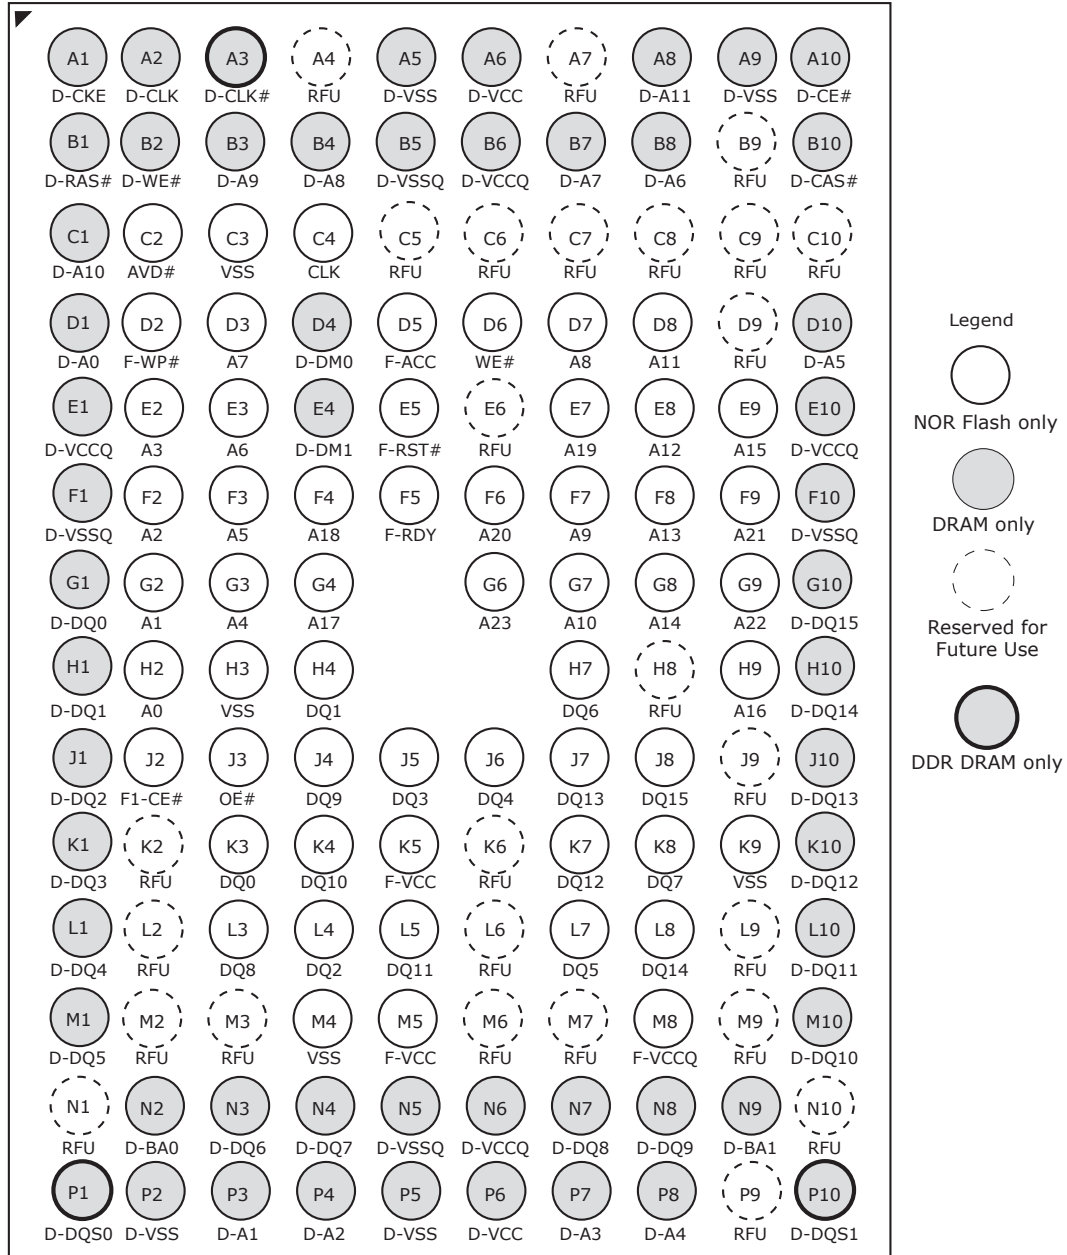 A1 A2 A3 A4 A5 A6 A7 A8 A9 A10
D-CKE D-CLK D-CLK# RFU D-VSS D-VCC RFU D-A11 D-VSS D-CE#
B1 B2 B3 B4 B5 B6 B7 B8 B9 B10
D-RAS# D-WE# D-A9 D-A8 D-VSSQ D-VCCQ D-A7 D-A6 RFU D-CAS#
C1 C2 C3 C4 C5 C6 C7 C8 C9 C10
D-A10 AVD# VSS CLK RFU RFU RFU RFU RFU RFU
D1 D2 D3 D4 D5 D6 D7 D8 D9 D10
D-A0 F-WP# A7 D-DM0 F-ACC WE# A8 A11 RFU D-A5
E1 E2 E3 E4 E5 E6 E7 E8 E9 E10
D-VCCQ A3 A6 D-DM1 F-RST# RFU A19 A12 A15 D-VCCQ
F1 F2 F3 F4 F5 F6 F7 F8 F9 F10
D-VSSQ A2 A5 A18 F-RDY A20 A9 A13 A21 D-VSSQ
G1 G2 G3 G4 G6 G7 G8 G9 G10
D-DQ0 A1 A4 A17 A23 A10 A14 A22 D-DQ15
H1 H2 H3 H4 H7 H8 H9 H10
D-DQ1 A0 VSS DQ1 DQ6 RFU A16 D-DQ14
J1 J2 J3 J4 J5 J6 J7 J8 J9 J10
D-DQ2 F1-CE# OE# DQ9 DQ3 DQ4 DQ13 DQ15 RFU D-DQ13
K1 K2 K3 K4 K5 K6 K7 K8 K9 K10
D-DQ3 RFU DQ0 DQ10 F-VCC RFU DQ12 DQ7 VSS D-DQ12
L1 L2 L3 L4 L5 L6 L7 L8 L9 L10
D-DQ4 RFU DQ8 DQ2 DQ11 RFU DQ5 DQ14 RFU D-DQ11
M1 M2 M3 M4 M5 M6 M7 M8 M9 M10
D-DQ5 RFU RFU VSS F-VCC RFU RFU F-VCCQ RFU D-DQ10
N1 N2 N3 N4 N5 N6 N7 N8 N9 N10
RFU D-BA0 D-DQ6 D-DQ7 D-VSSQ D-VCCQ D-DQ8 D-DQ9 D-BA1 RFU
P1 P2 P3 P4 P5 P6 P7 P8 P9 P10
D-DQS0 D-VSS D-A1 D-A2 D-VSS D-VCC D-A3 D-A4 RFU D-DQS1
Legend
NOR Flash only
DRAM only
Reserved for
Future Use
DDR DRAM only